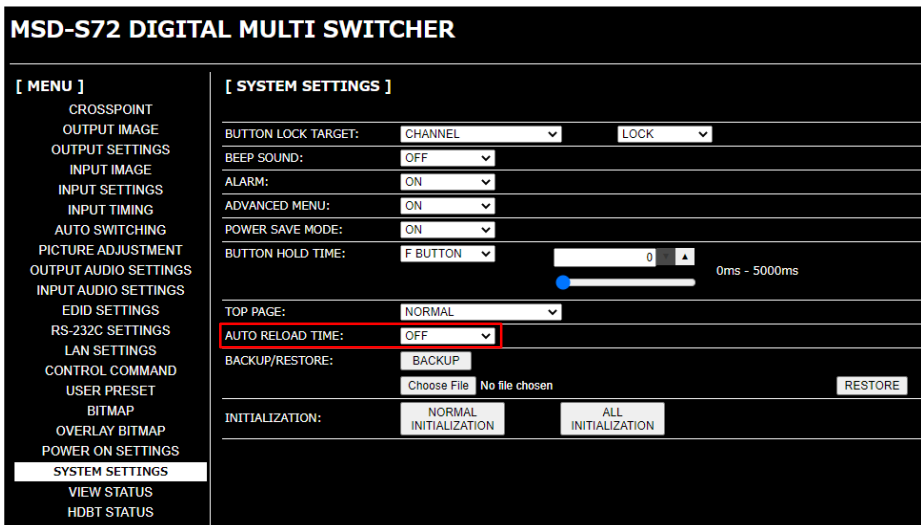 MSD-S72 DIGITAL MULTI SWITCHER
[ MENU ]
CROSSPOINT
OUTPUT IMAGE
OUTPUT SETTINGS
INPUT IMAGE
INPUT SETTINGS
INPUT TIMING
AUTO SWITCHING
PICTURE ADJUSTMENT
OUTPUT AUDIO SETTINGS
INPUT AUDIO SETTINGS
EDID SETTINGS
RS-232C SETTINGS
LAN SETTINGS
CONTROL COMMAND
USER PRESET
BITMAP
OVERLAY BITMAP
POWER ON SETTINGS
SYSTEM SETTINGS
VIEW STATUS
HDBT STATUS
[ SYSTEM SETTINGS ]
BUTTON LOCK TARGET: CHANNEL LOCK
BEEP SOUND: OFF
ALARM: ON
ADVANCED MENU: ON
POWER SAVE MODE: ON
BUTTON HOLD TIME: F BUTTON 0 0ms - 5000ms
TOP PAGE: NORMAL
AUTO RELOAD TIME: OFF
BACKUP/RESTORE: BACKUP
Choose File No file chosen RESTORE
INITIALIZATION: NORMAL INITIALIZATION ALL INITIALIZATION